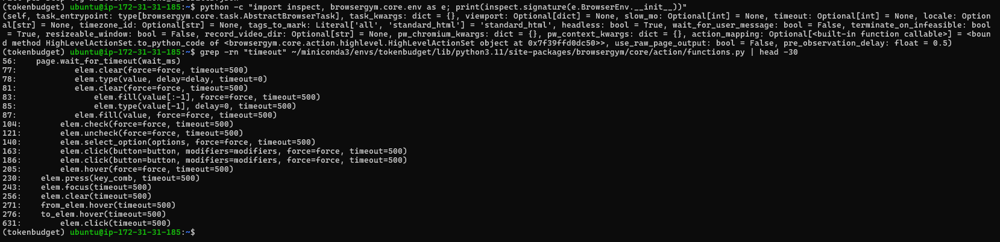 (tokenbudget) ubuntu@ip-172-31-31-185:~$ python -c "import inspect, browsergym.core.env as e; print(inspect.signature(e.BrowserEnv.__init__))"
(self, task_entrypoint: type[browsergym.core.task.AbstractBrowserTask], task_kwargs: dict = {}, viewport: Optional[dict] = None, slow_mo: Optional[int] = None, timeout: Optional[int] = None, locale: Option
al[str] = None, timezone_id: Optional[str] = None, tags_to_mark: Literal['all', 'standard_html'] = 'standard_html', headless: bool = True, wait_for_user_message: bool = False, terminate_on_infeasible: bool
 = True, resizeable_window: bool = False, record_video_dir: Optional[str] = None, pw_chromium_kwargs: dict = {}, pw_context_kwargs: dict = {}, action_mapping: Optional[<built-in function callable>] = <boun
d method HighLevelActionSet.to_python_code of <browsergym.core.action.highlevel.HighLevelActionSet object at 0x7f39ffd0dc50>>, use_raw_page_output: bool = False, pre_observation_delay: float = 0.5)
(tokenbudget) ubuntu@ip-172-31-31-185:~$ grep -rn "timeout" ~/miniconda3/envs/tokenbudget/lib/python3.11/site-packages/browsergym/core/action/functions.py | head -30
56:    page.wait_for_timeout(wait_ms)
77:            elem.clear(force=force, timeout=500)
78:            elem.type(value, delay=delay, timeout=0)
81:            elem.clear(force=force, timeout=500)
83:                elem.fill(value[:-1], force=force, timeout=500)
85:                elem.type(value[-1], delay=0, timeout=500)
87:            elem.fill(value, force=force, timeout=500)
104:        elem.check(force=force, timeout=500)
121:        elem.uncheck(force=force, timeout=500)
140:        elem.select_option(options, force=force, timeout=500)
163:        elem.click(button=button, modifiers=modifiers, force=force, timeout=500)
186:        elem.click(button=button, modifiers=modifiers, force=force, timeout=500)
205:        elem.hover(force=force, timeout=500)
230:    elem.press(key_comb, timeout=500)
243:    elem.focus(timeout=500)
256:    elem.clear(timeout=500)
271:    from_elem.hover(timeout=500)
276:    to_elem.hover(timeout=500)
631:        elem.click(timeout=500)
(tokenbudget) ubuntu@ip-172-31-31-185:~$